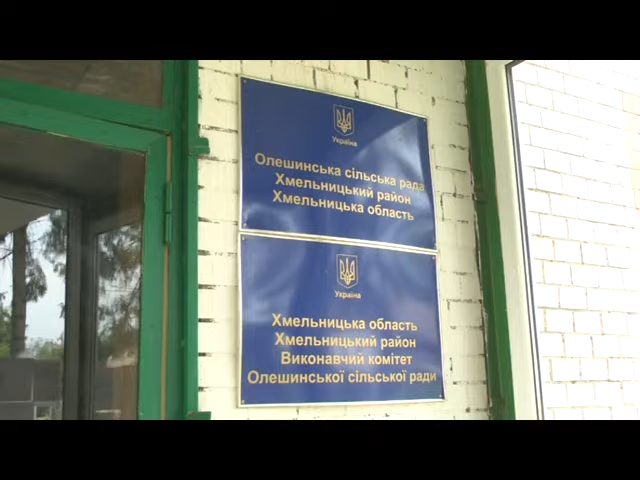 Україна
Олешинська сільська рада
Хмельницький район
Хмельницька область
Україна
Хмельницька область
Хмельницький район
Виконавчий комітет
Олешинської сільської ради